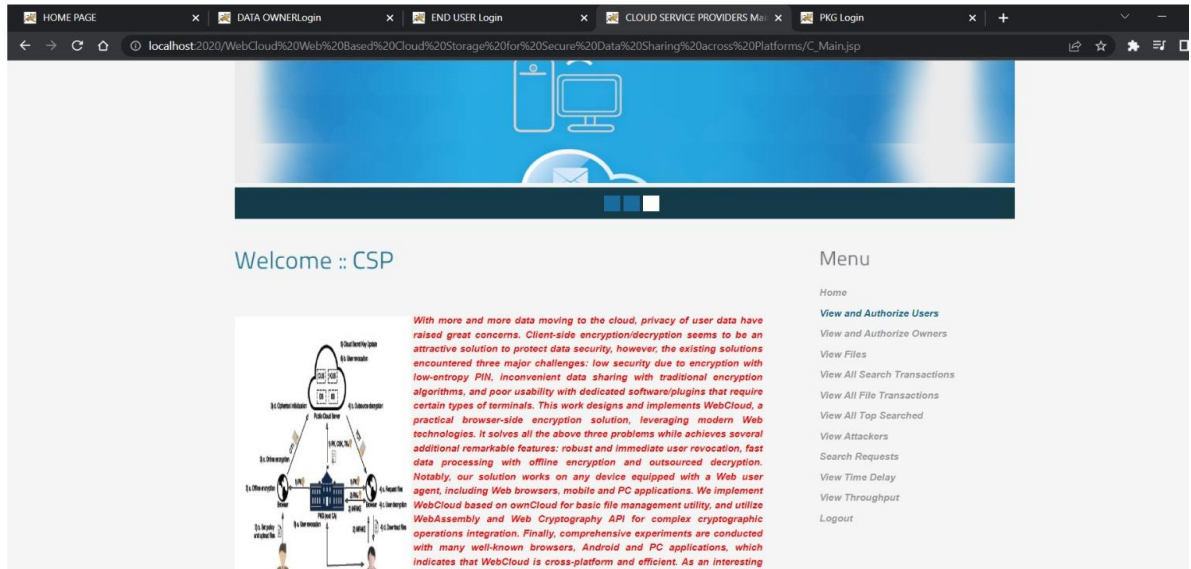 HOME PAGE
DATA OWNERLogin
END USER Login
CLOUD SERVICE PROVIDERS Mai
PKG Login
localhost:2020/WebCloud%20Web%20Based%20Cloud%20Storage%20for%20Secure%20Data%20Sharing%20across%20Platforms/C_Main.jsp
Welcome :: CSP
With more and more data moving to the cloud, privacy of user data have
raised great concerns. Client-side encryption/decryption seems to be an
attractive solution to protect data security, however, the existing solutions
encountered three major challenges: low security due to encryption with
low-entropy PIN, inconvenient data sharing with traditional encryption
algorithms, and poor usability with dedicated software/plugins that require
certain types of terminals. This work designs and implements WebCloud, a
practical browser-side encryption solution, leveraging modern Web
technologies. It solves all the above three problems while achieves several
additional remarkable features: robust and immediate user revocation, fast
data processing with offline encryption and outsourced decryption.
Notably, our solution works on any device equipped with a Web user
agent, including Web browsers, mobile and PC applications. We implement
WebCloud based on ownCloud for basic file management utility, and utilize
WebAssembly and Web Cryptography API for complex cryptographic
operations integration. Finally, comprehensive experiments are conducted
with many well-known browsers, Android and PC applications, which
indicates that WebCloud is cross-platform and efficient. As an interesting
Public Cloud Server
Browser
Browser
Menu
Home
View and Authorize Users
View and Authorize Owners
View Files
View All Search Transactions
View All File Transactions
View All Top Searched
View Attackers
Search Requests
View Time Delay
View Throughput
Logout